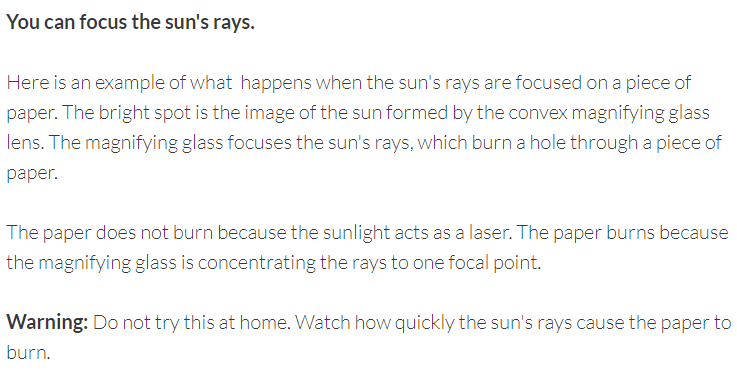 You can focus the sun's rays.
Here is an example of what  happens when the sun's rays are focused on a piece of
paper. The bright spot is the image of the sun formed by the convex magnifying glass
lens. The magnifying glass focuses the sun's rays, which burn a hole through a piece of
paper.
The paper does not burn because the sunlight acts as a laser. The paper burns because
the magnifying glass is concentrating the rays to one focal point.
Warning: Do not try this at home. Watch how quickly the sun's rays cause the paper to
burn.